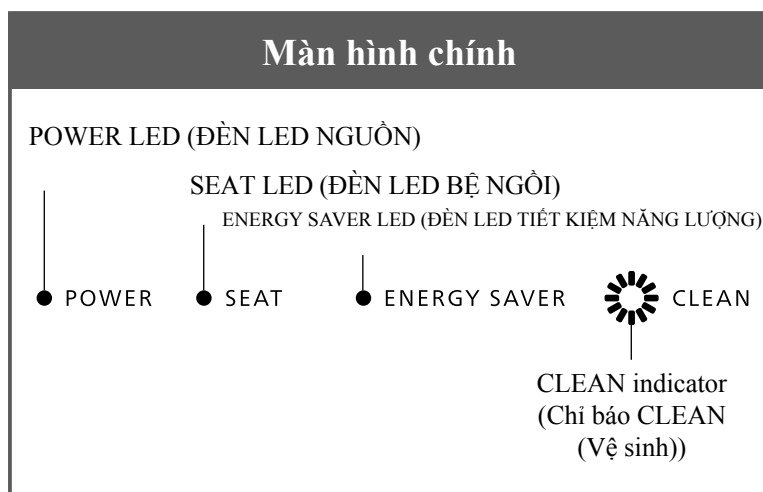 Màn hình chính
POWER LED (ĐÈN LED NGUỒN)
SEAT LED (ĐÈN LED BỆ NGỒI)
ENERGY SAVER LED (ĐÈN LED TIẾT KIỆM NĂNG LƯỢNG)
POWER SEAT ENERGY SAVER CLEAN
CLEAN indicator
(Chỉ báo CLEAN
(Vệ sinh))